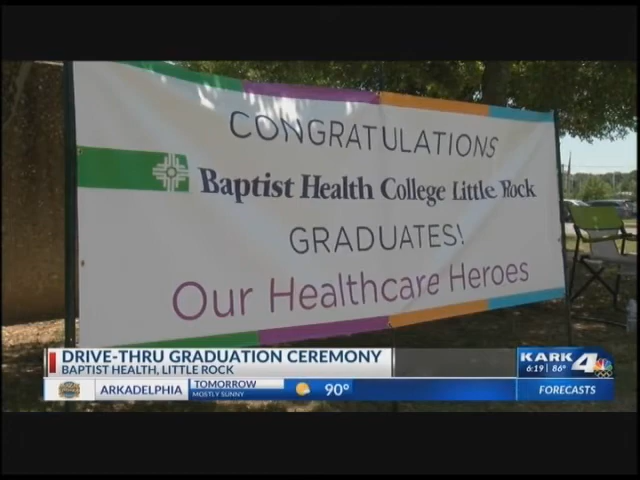 CONGRATULATIONS
Baptist Health College Little Rock
GRADUATES!
Our Healthcare Heroes
DRIVE-THRU GRADUATION CEREMONY
BAPTIST HEALTH, LITTLE ROCK
KARK 4
6:19 86°
ARKADELPHIA
TOMORROW
MOSTLY SUNNY
90°
FORECASTS